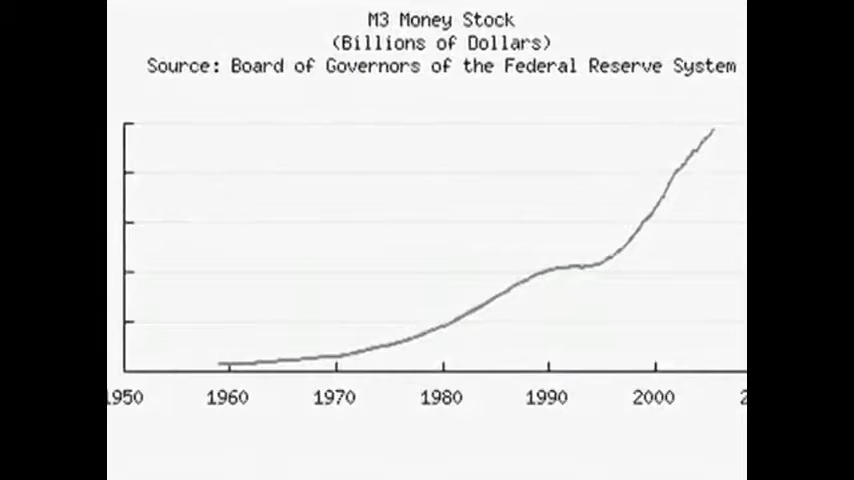 M3 Money Stock
(Billions of Dollars)
Source: Board of Governors of the Federal Reserve System
1950 1960 1970 1980 1990 2000 2